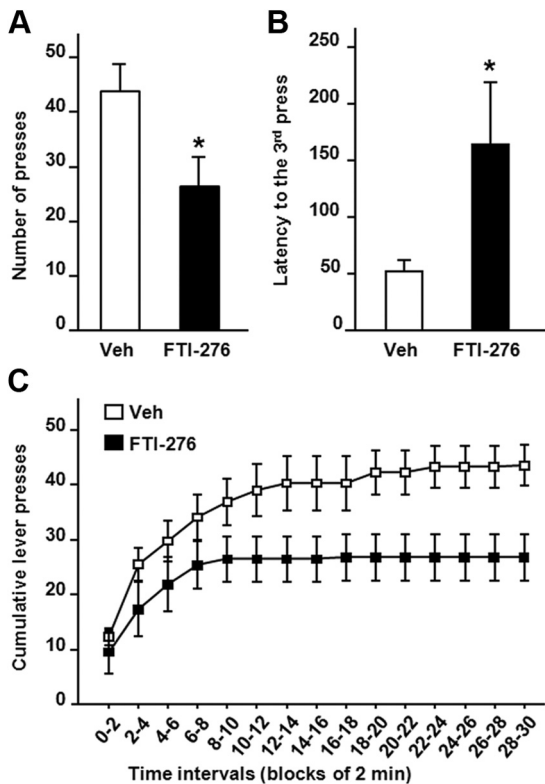 A
B
Number of presses
50
40
30
20
10
0
*
Veh
FTI-276
Latency to the 3rd press
250
200
150
100
50
0
*
Veh
FTI-276
C
Veh
FTI-276
Cumulative lever presses
50
40
30
20
10
0
0-2
2-4
4-6
6-8
8-10
10-12
12-14
14-16
16-18
18-20
20-22
22-24
24-26
26-28
28-30
Time intervals (blocks of 2 min)